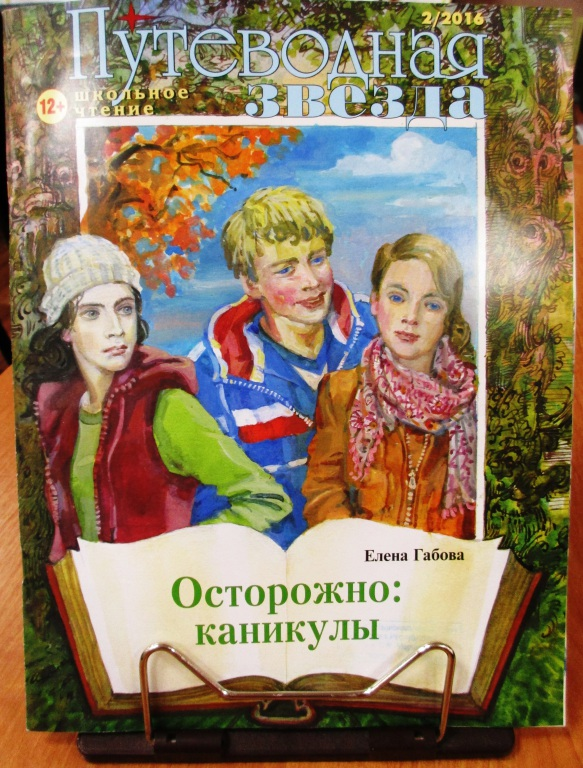 Путеводная
звезда
2/2016
12+
школьное
чтение
Елена Габова
Осторожно:
каникулы